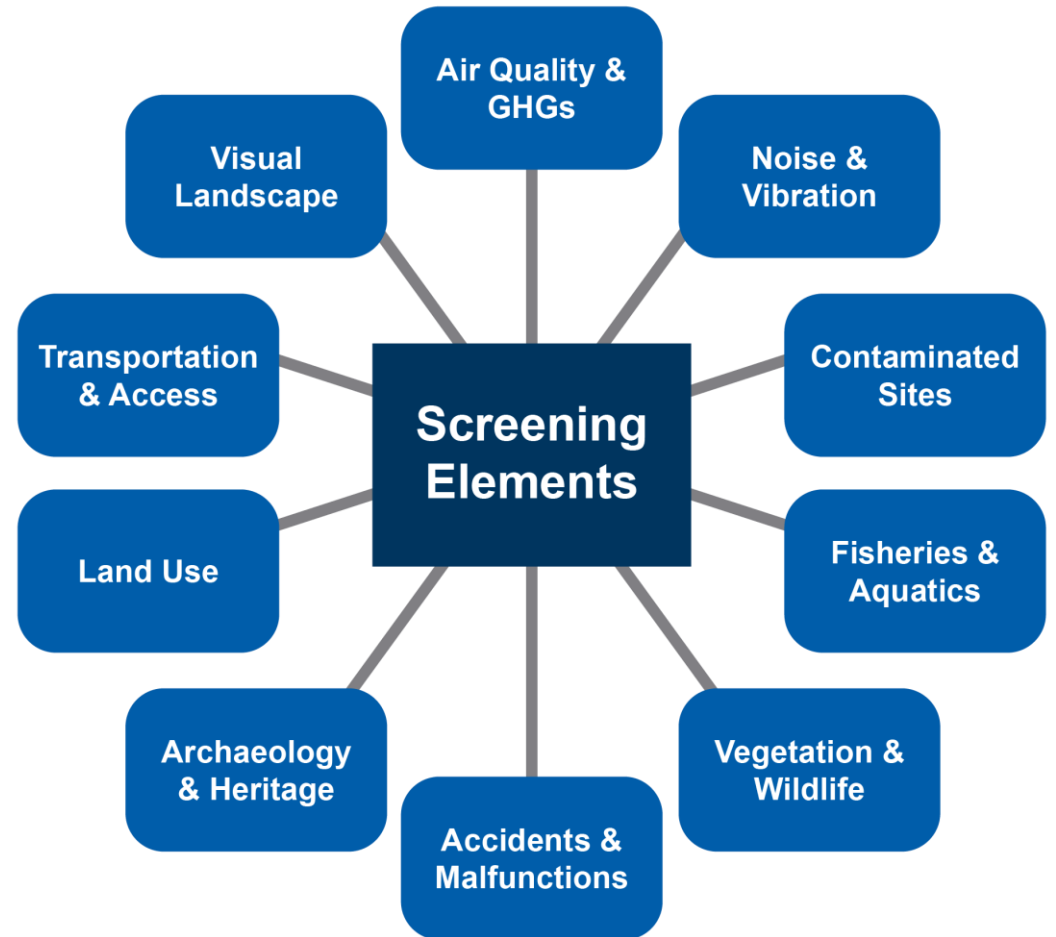 Air Quality &
GHGs
Noise &
Vibration
Contaminated
Sites
Fisheries &
Aquatics
Vegetation &
Wildlife
Accidents &
Malfunctions
Archaeology
& Heritage
Land Use
Transportation
& Access
Visual
Landscape
Screening
Elements